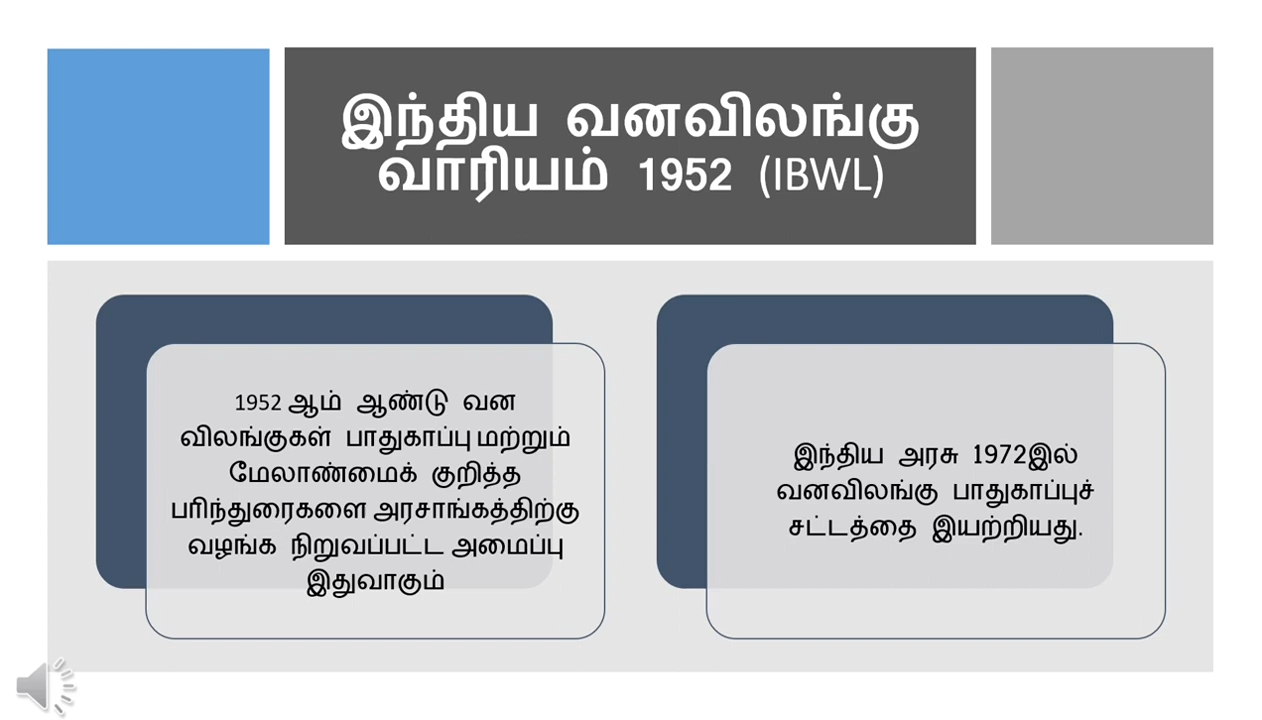 இந்திய வனவிலங்கு
வாரியம் 1952 (IBWL)
1952 ஆம் ஆண்டு வன
விலங்குகள் பாதுகாப்பு மற்றும்
மேலாண்மைக் குறித்த
பரிந்துரைகளை அரசாங்கத்திற்கு
வழங்க நிறுவப்பட்ட அமைப்பு
இதுவாகும்
இந்திய அரசு 1972இல்
வனவிலங்கு பாதுகாப்புச்
சட்டத்தை இயற்றியது.